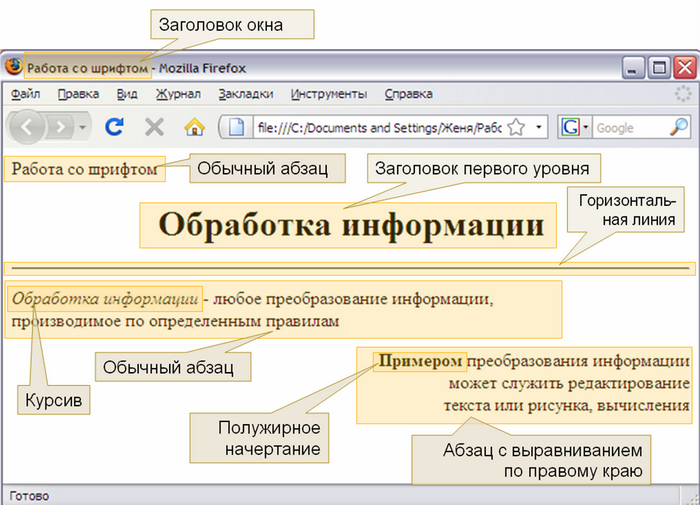 Заголовок окна
Работа со шрифтом - Mozilla Firefox
Файл Правка Вид Журнал Закладки Инструменты Справка
file:///C:/Documents and Settings/Женя/Рабо
G Google
Работа со шрифтом
Обычный абзац
Заголовок первого уровня
Горизонталь-
ная линия
Обработка информации
Обработка информации - любое преобразование информации,
производимое по определенным правилам
Обычный абзац
Курсив
Примером преобразования информации
может служить редактирование
текста или рисунка, вычисления
Полужирное
начертание
Абзац с выравниванием
по правому краю
Готово